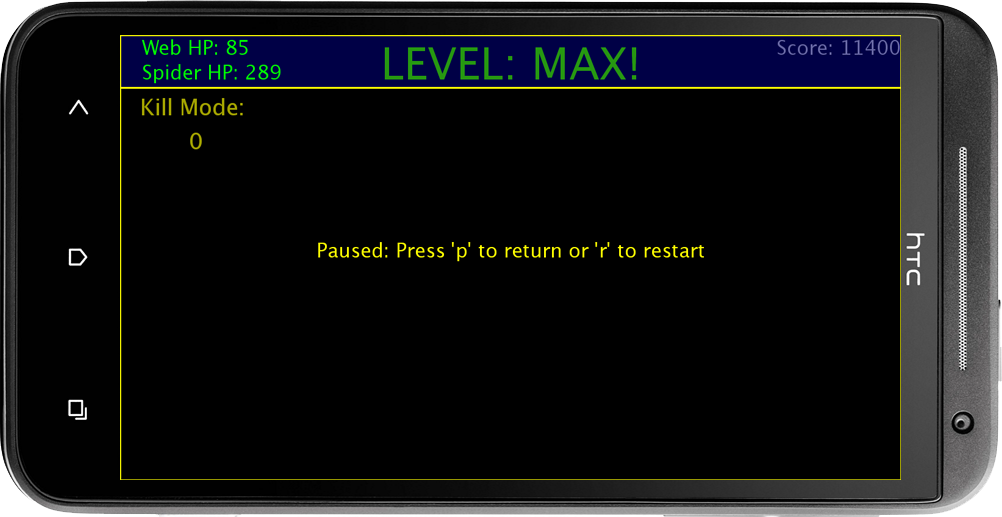 Web HP: 85
Spider HP: 289
LEVEL: MAX!
Score: 11400
Kill Mode:
0
Paused: Press 'p' to return or 'r' to restart
hTC